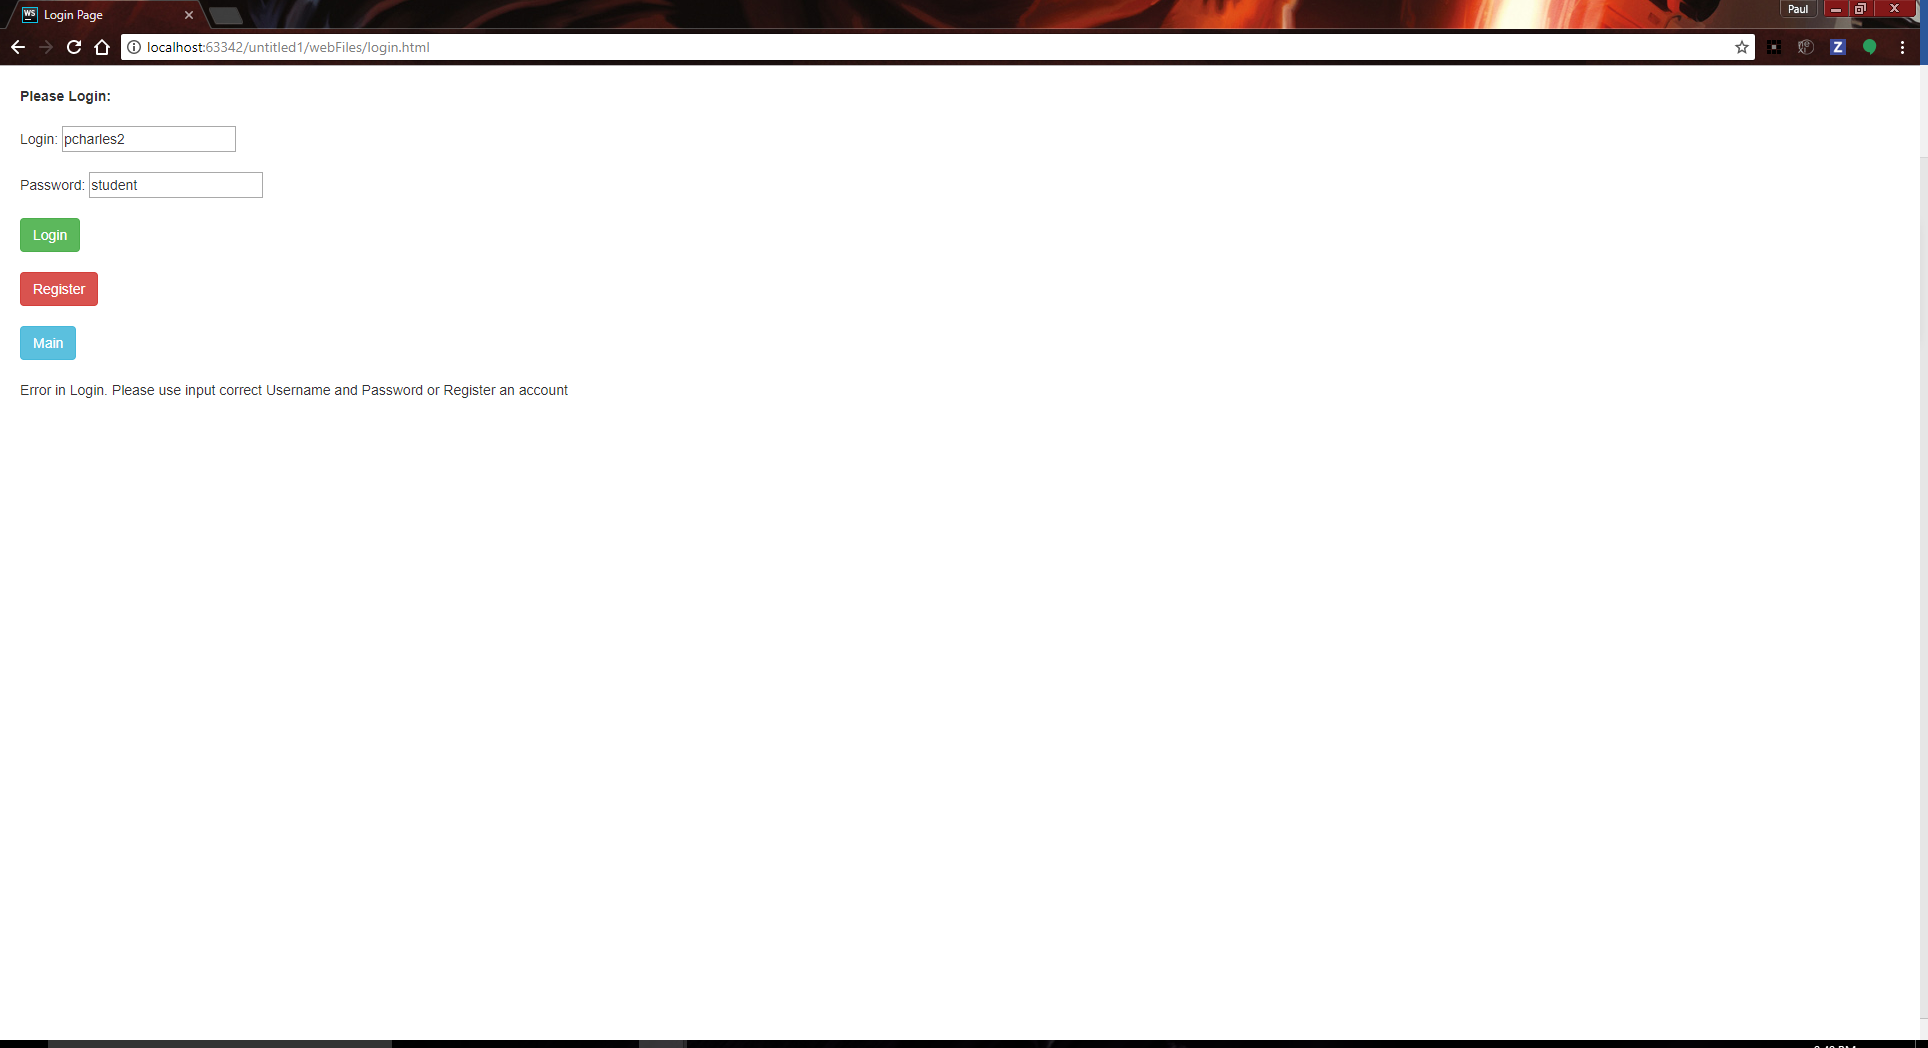 WS Login Page
Paul
localhost:63342/untitled1/webFiles/login.html
Z
Please Login:
Login: pcharles2
Password: student
Login
Register
Main
Error in Login. Please use input correct Username and Password or Register an account